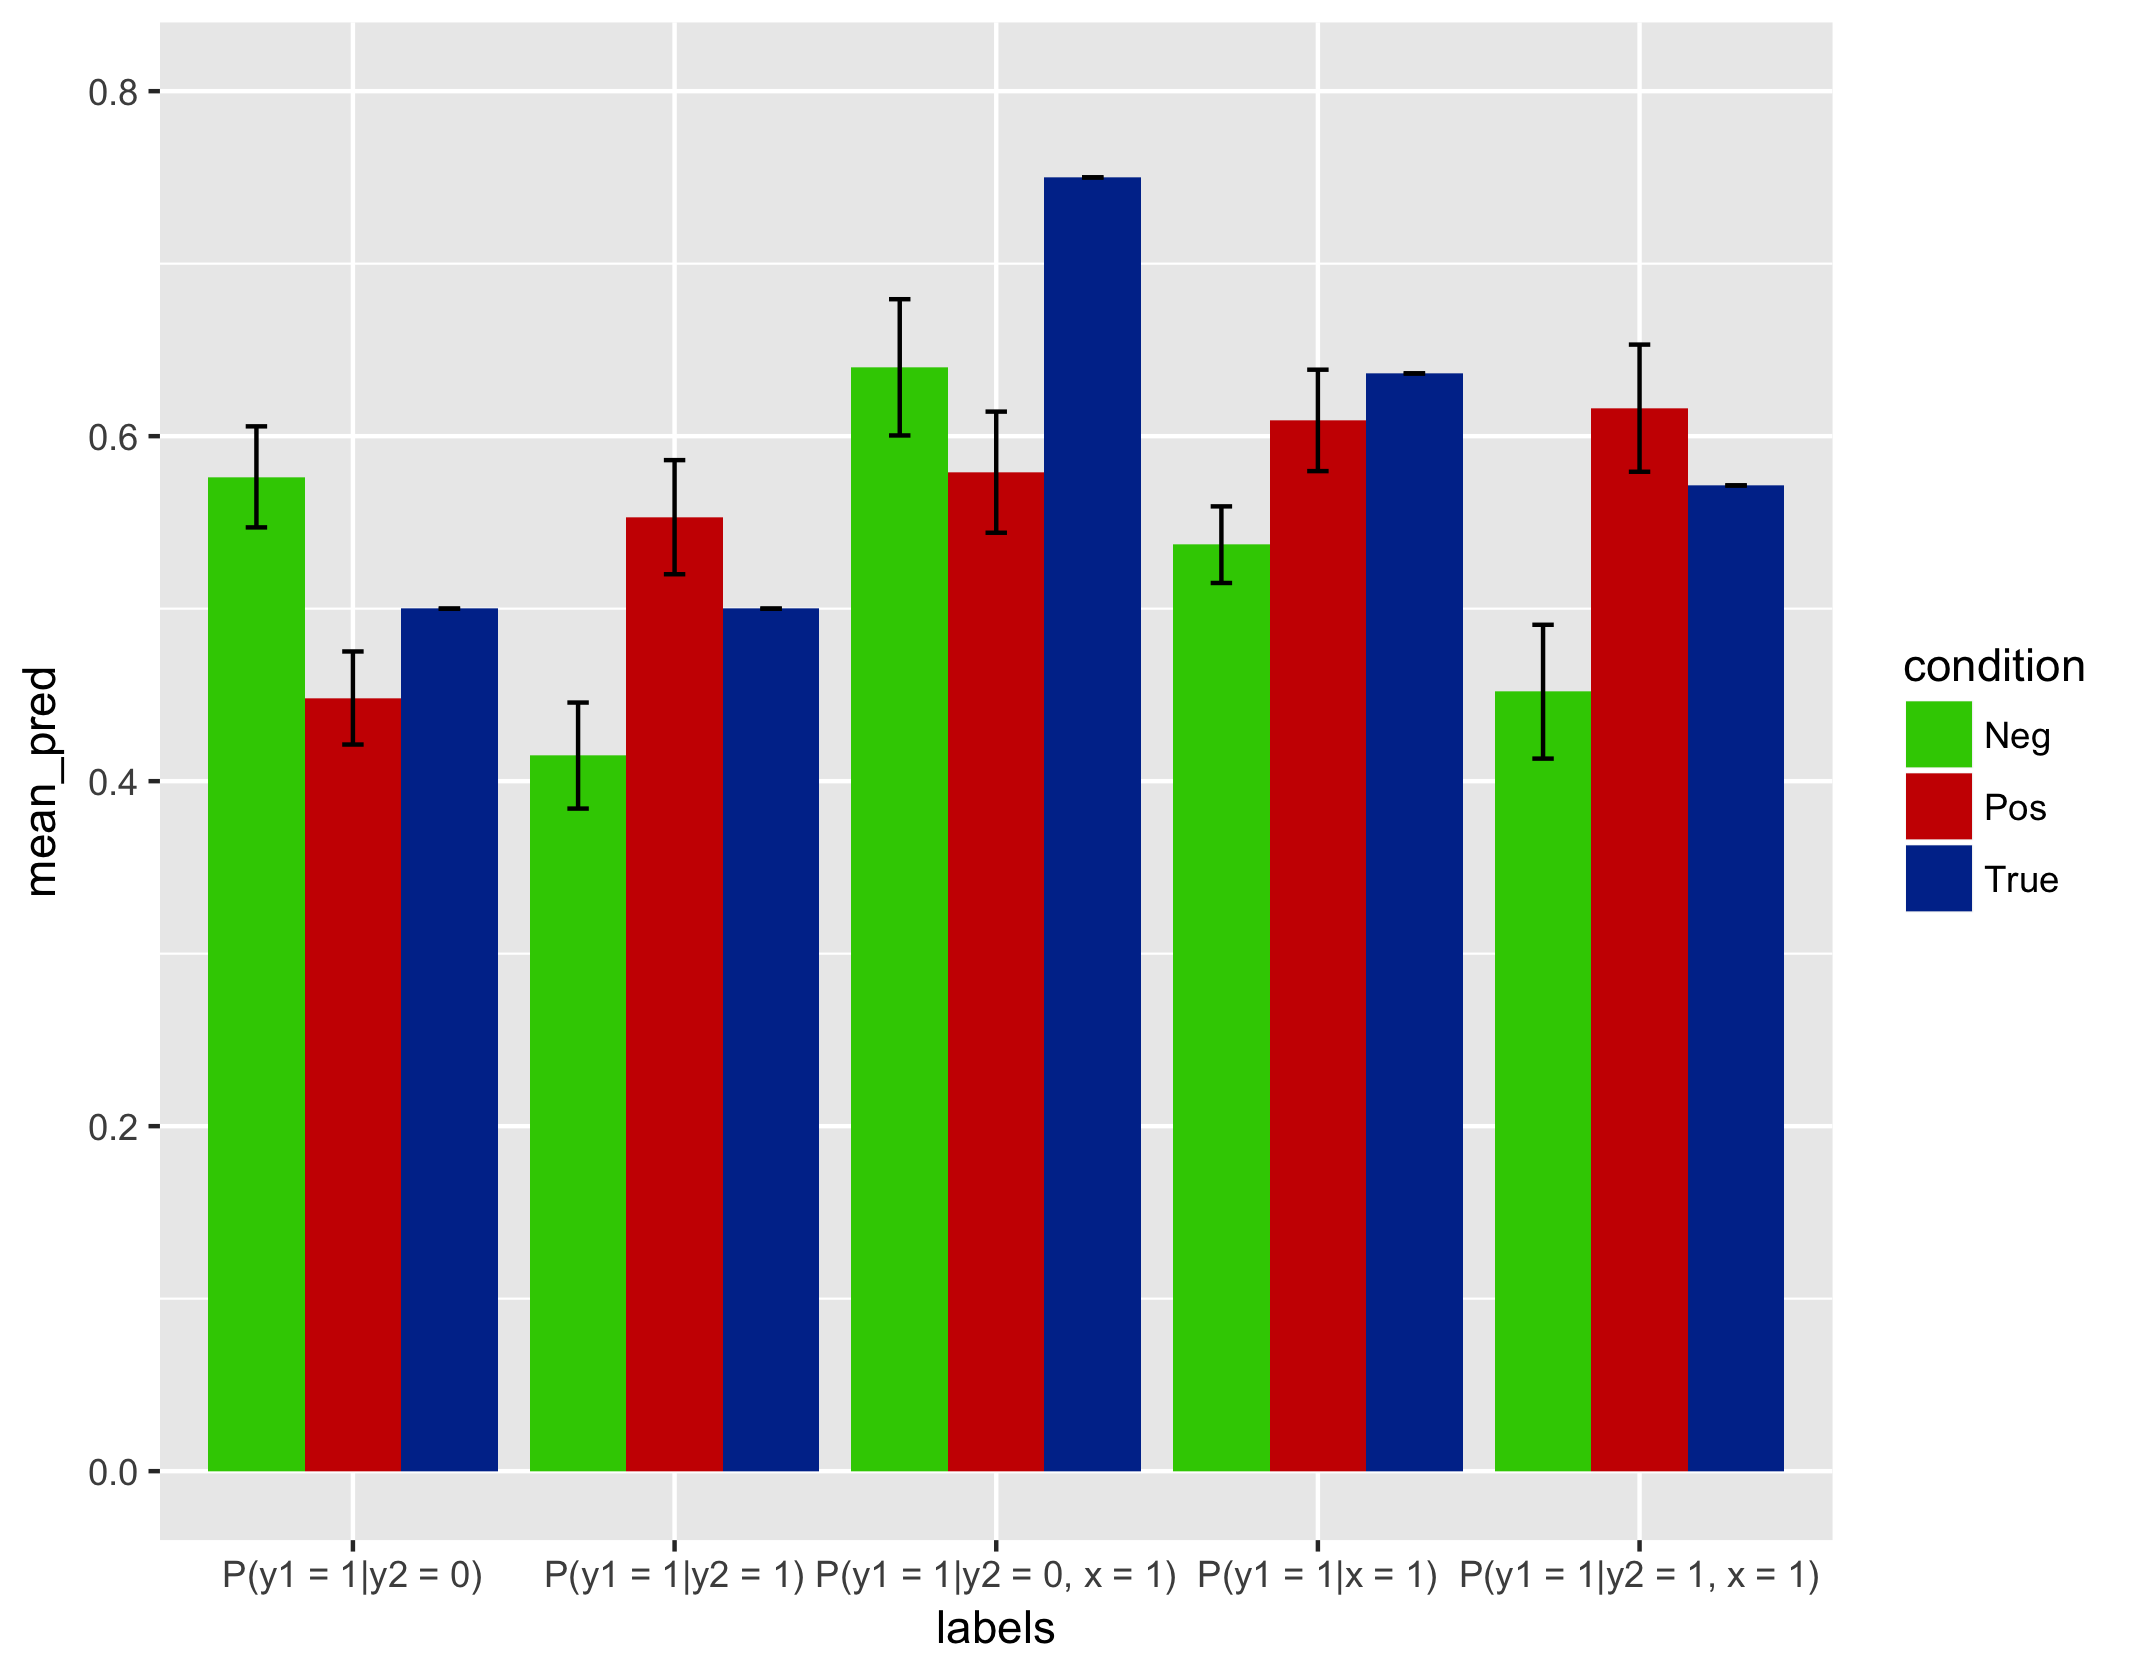 0.8
0.6
0.4
0.2
0.0
mean_pred
P(y1 = 1|y2 = 0)
P(y1 = 1|y2 = 1)
P(y1 = 1|y2 = 0, x = 1)
P(y1 = 1|x = 1)
P(y1 = 1|y2 = 1, x = 1)
labels
condition
Neg
Pos
True